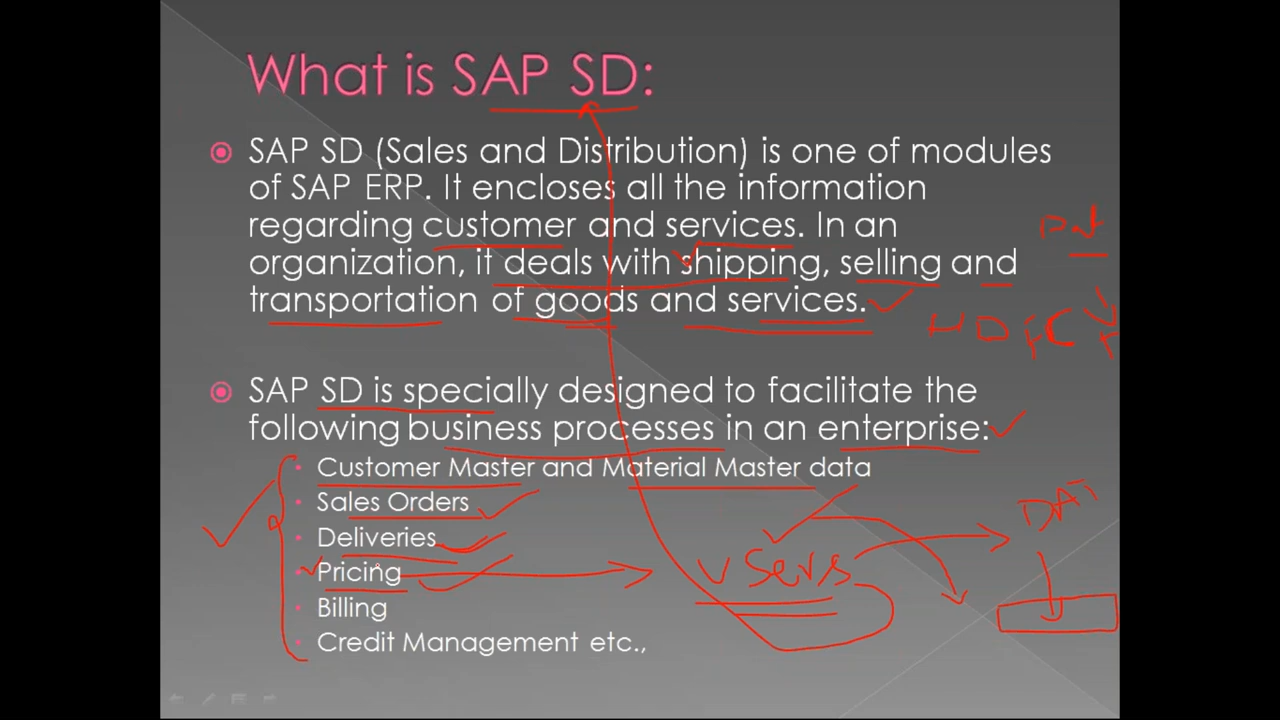 What is SAP SD:
SAP SD (Sales and Distribution) is one of modules
of SAP ERP. It encloses all the information
regarding customer and services. In an
organization, it deals with shipping, selling and
transportation of goods and services.
HDFC
SAP SD is specially designed to facilitate the
following business processes in an enterprise:
Customer Master and Material Master data
Sales Orders
Deliveries
Pricing
Billing
Credit Management etc.,